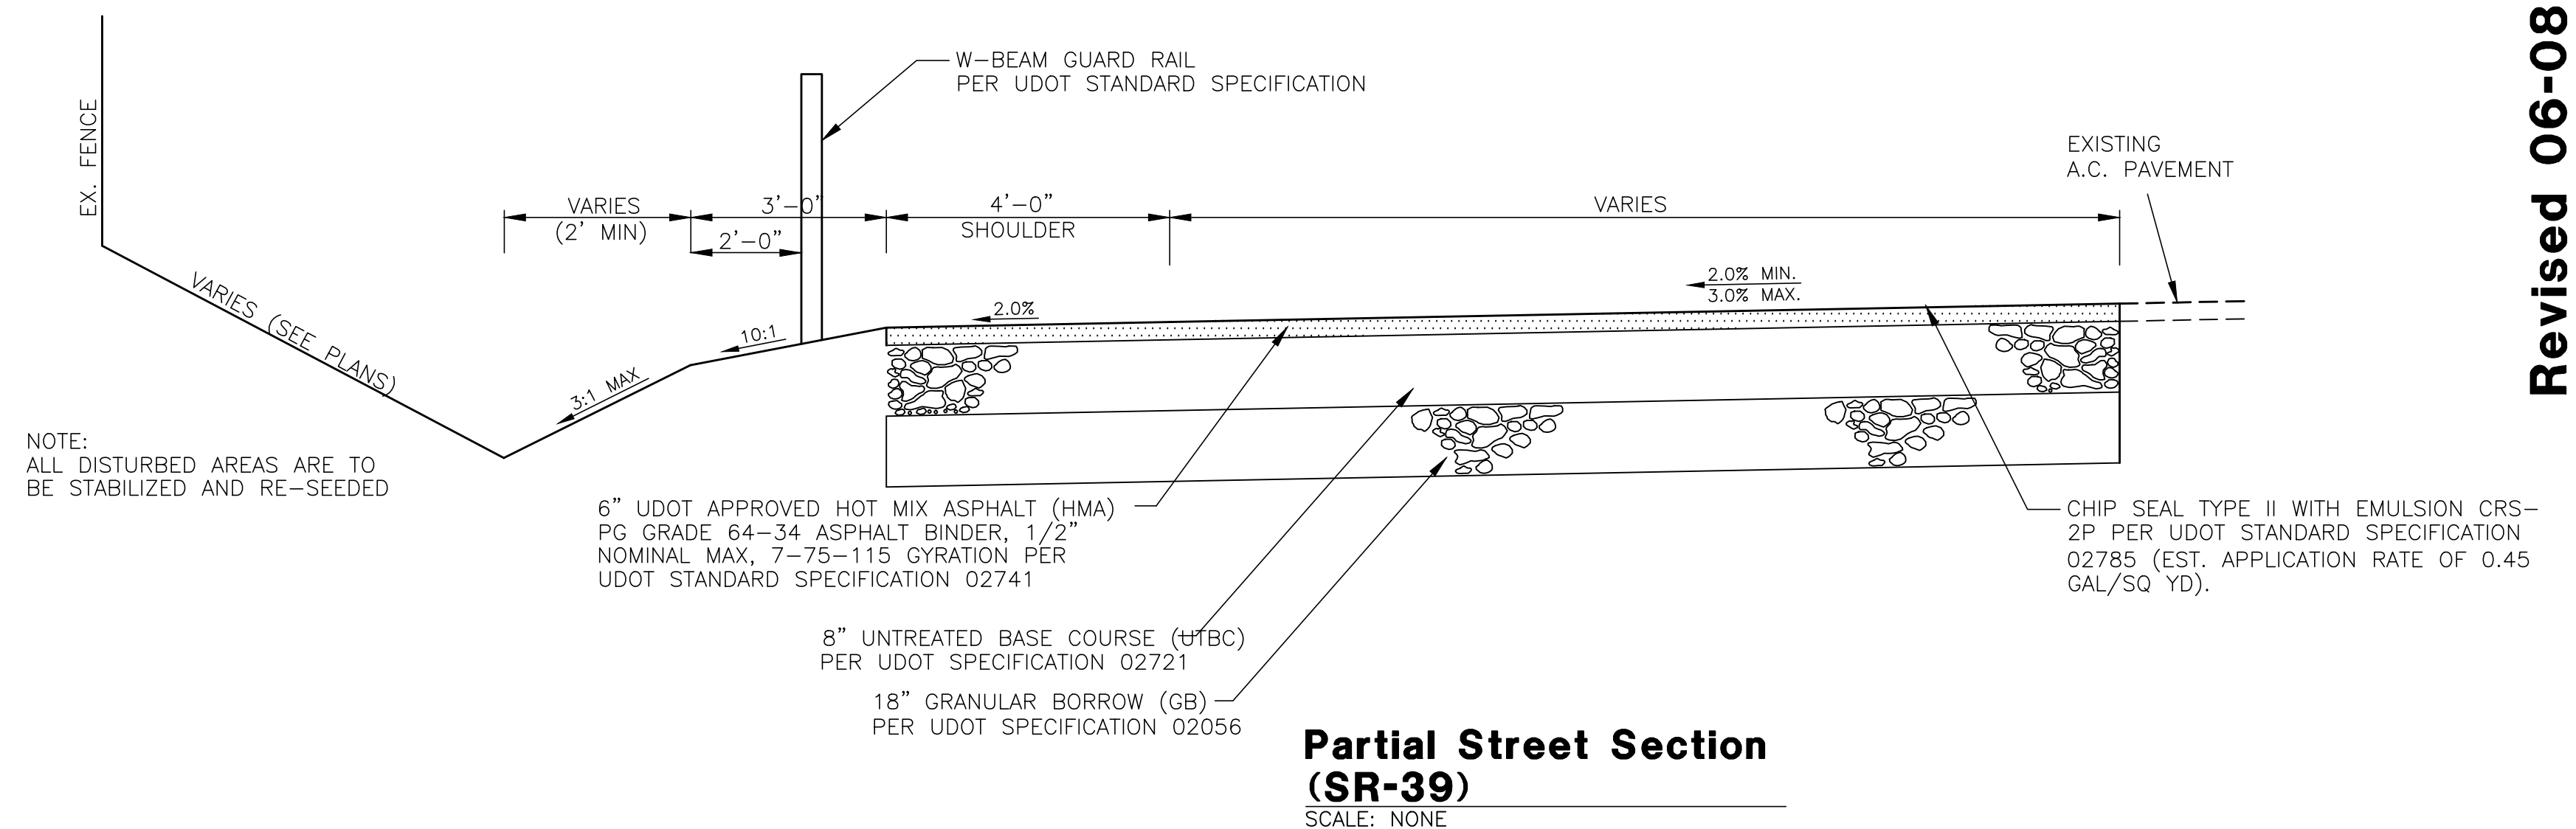 W-BEAM GUARD RAIL
PER UDOT STANDARD SPECIFICATION
Revised 06-08
EX. FENCE
EXISTING
A.C. PAVEMENT
VARIES
(2' MIN)
3'-0"
2'-0"
4'-0"
SHOULDER
VARIES
VARIES (SEE PLANS)
3:1 MAX
10:1
2.0%
2.0% MIN.
3.0% MAX.
NOTE:
ALL DISTURBED AREAS ARE TO
BE STABILIZED AND RE-SEEDED
6" UDOT APPROVED HOT MIX ASPHALT (HMA)
PG GRADE 64-34 ASPHALT BINDER, 1/2"
NOMINAL MAX, 7-75-115 GYRATION PER
UDOT STANDARD SPECIFICATION 02741
CHIP SEAL TYPE II WITH EMULSION CRS-
2P PER UDOT STANDARD SPECIFICATION
02785 (EST. APPLICATION RATE OF 0.45
GAL/SQ YD).
8" UNTREATED BASE COURSE (UTBC)
PER UDOT SPECIFICATION 02721
18" GRANULAR BORROW (GB)
PER UDOT SPECIFICATION 02056
Partial Street Section
(SR-39)
SCALE: NONE